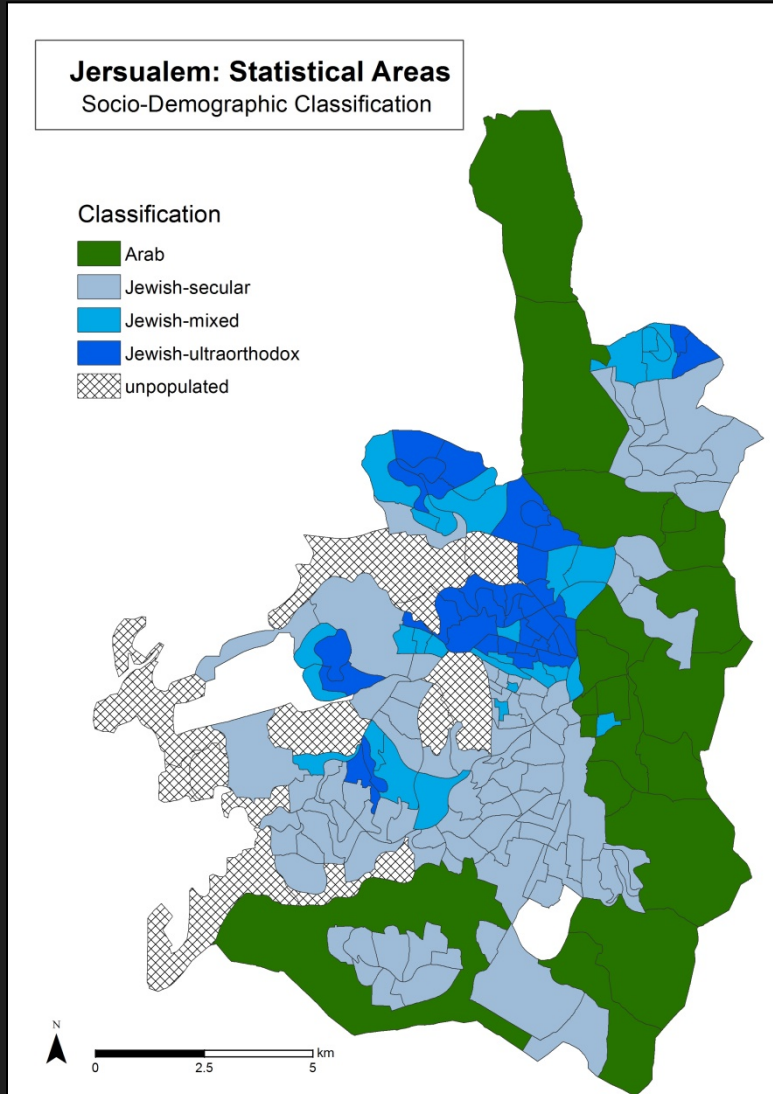 Jersualem: Statistical Areas
Socio-Demographic Classification
Classification
Arab
Jewish-secular
Jewish-mixed
Jewish-ultraorthodox
unpopulated
N
km
0 2.5 5